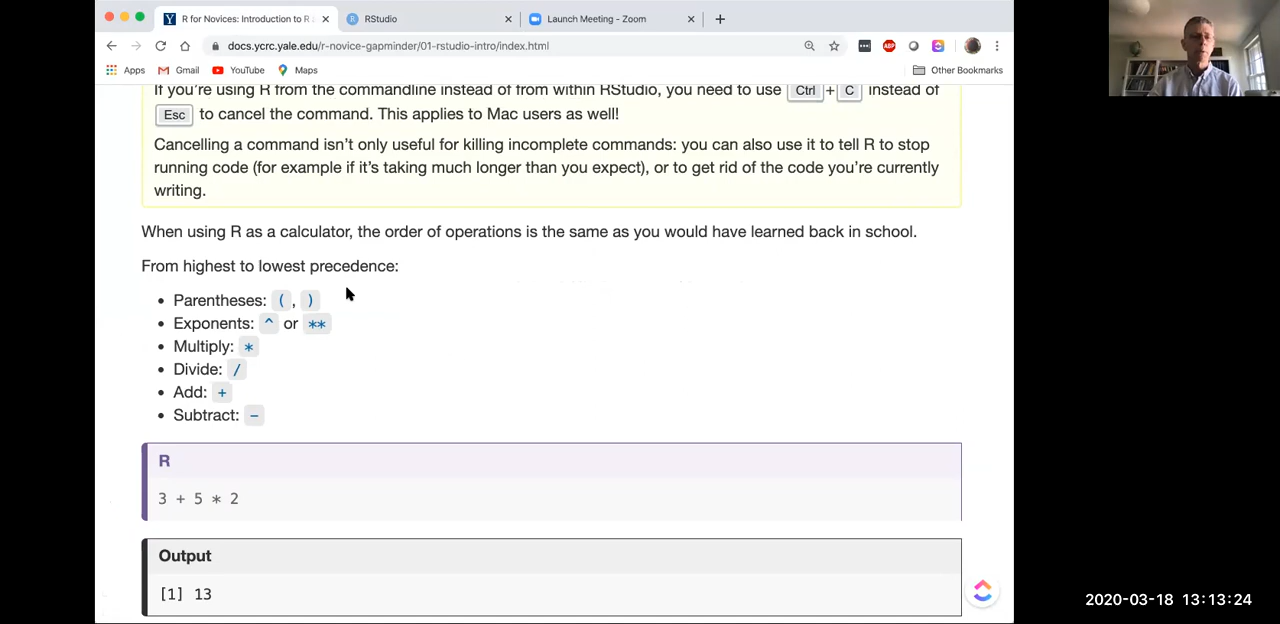 R for Novices: Introduction to R
RStudio
Launch Meeting - Zoom
docs.ycrc.yale.edu/r-novice-gapminder/01-rstudio-intro/index.html
ABP
Apps
Gmail
YouTube
Maps
Other Bookmarks
If you're using R from the commandline instead of from within RStudio, you need to use Ctrl + C instead of
Esc to cancel the command. This applies to Mac users as well!
Cancelling a command isn't only useful for killing incomplete commands: you can also use it to tell R to stop
running code (for example if it's taking much longer than you expect), or to get rid of the code you're currently
writing.
When using R as a calculator, the order of operations is the same as you would have learned back in school.
From highest to lowest precedence:
• Parentheses: ( , )
• Exponents: ^ or **
• Multiply: *
• Divide: /
• Add: +
• Subtract: -
R
3 + 5 * 2
Output
[1] 13
2020-03-18 13:13:24